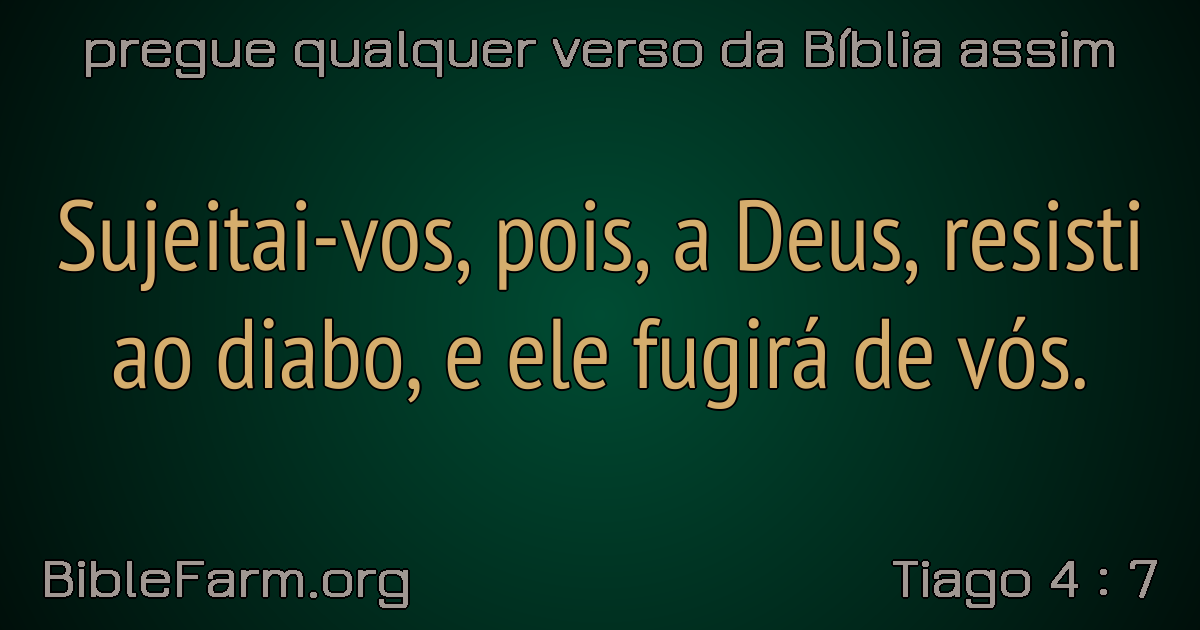 pregue qualquer verso da Bíblia assim
Sujeitai-vos, pois, a Deus, resisti
ao diabo, e ele fugirá de vós.
BibleFarm.org
Tiago 4 : 7